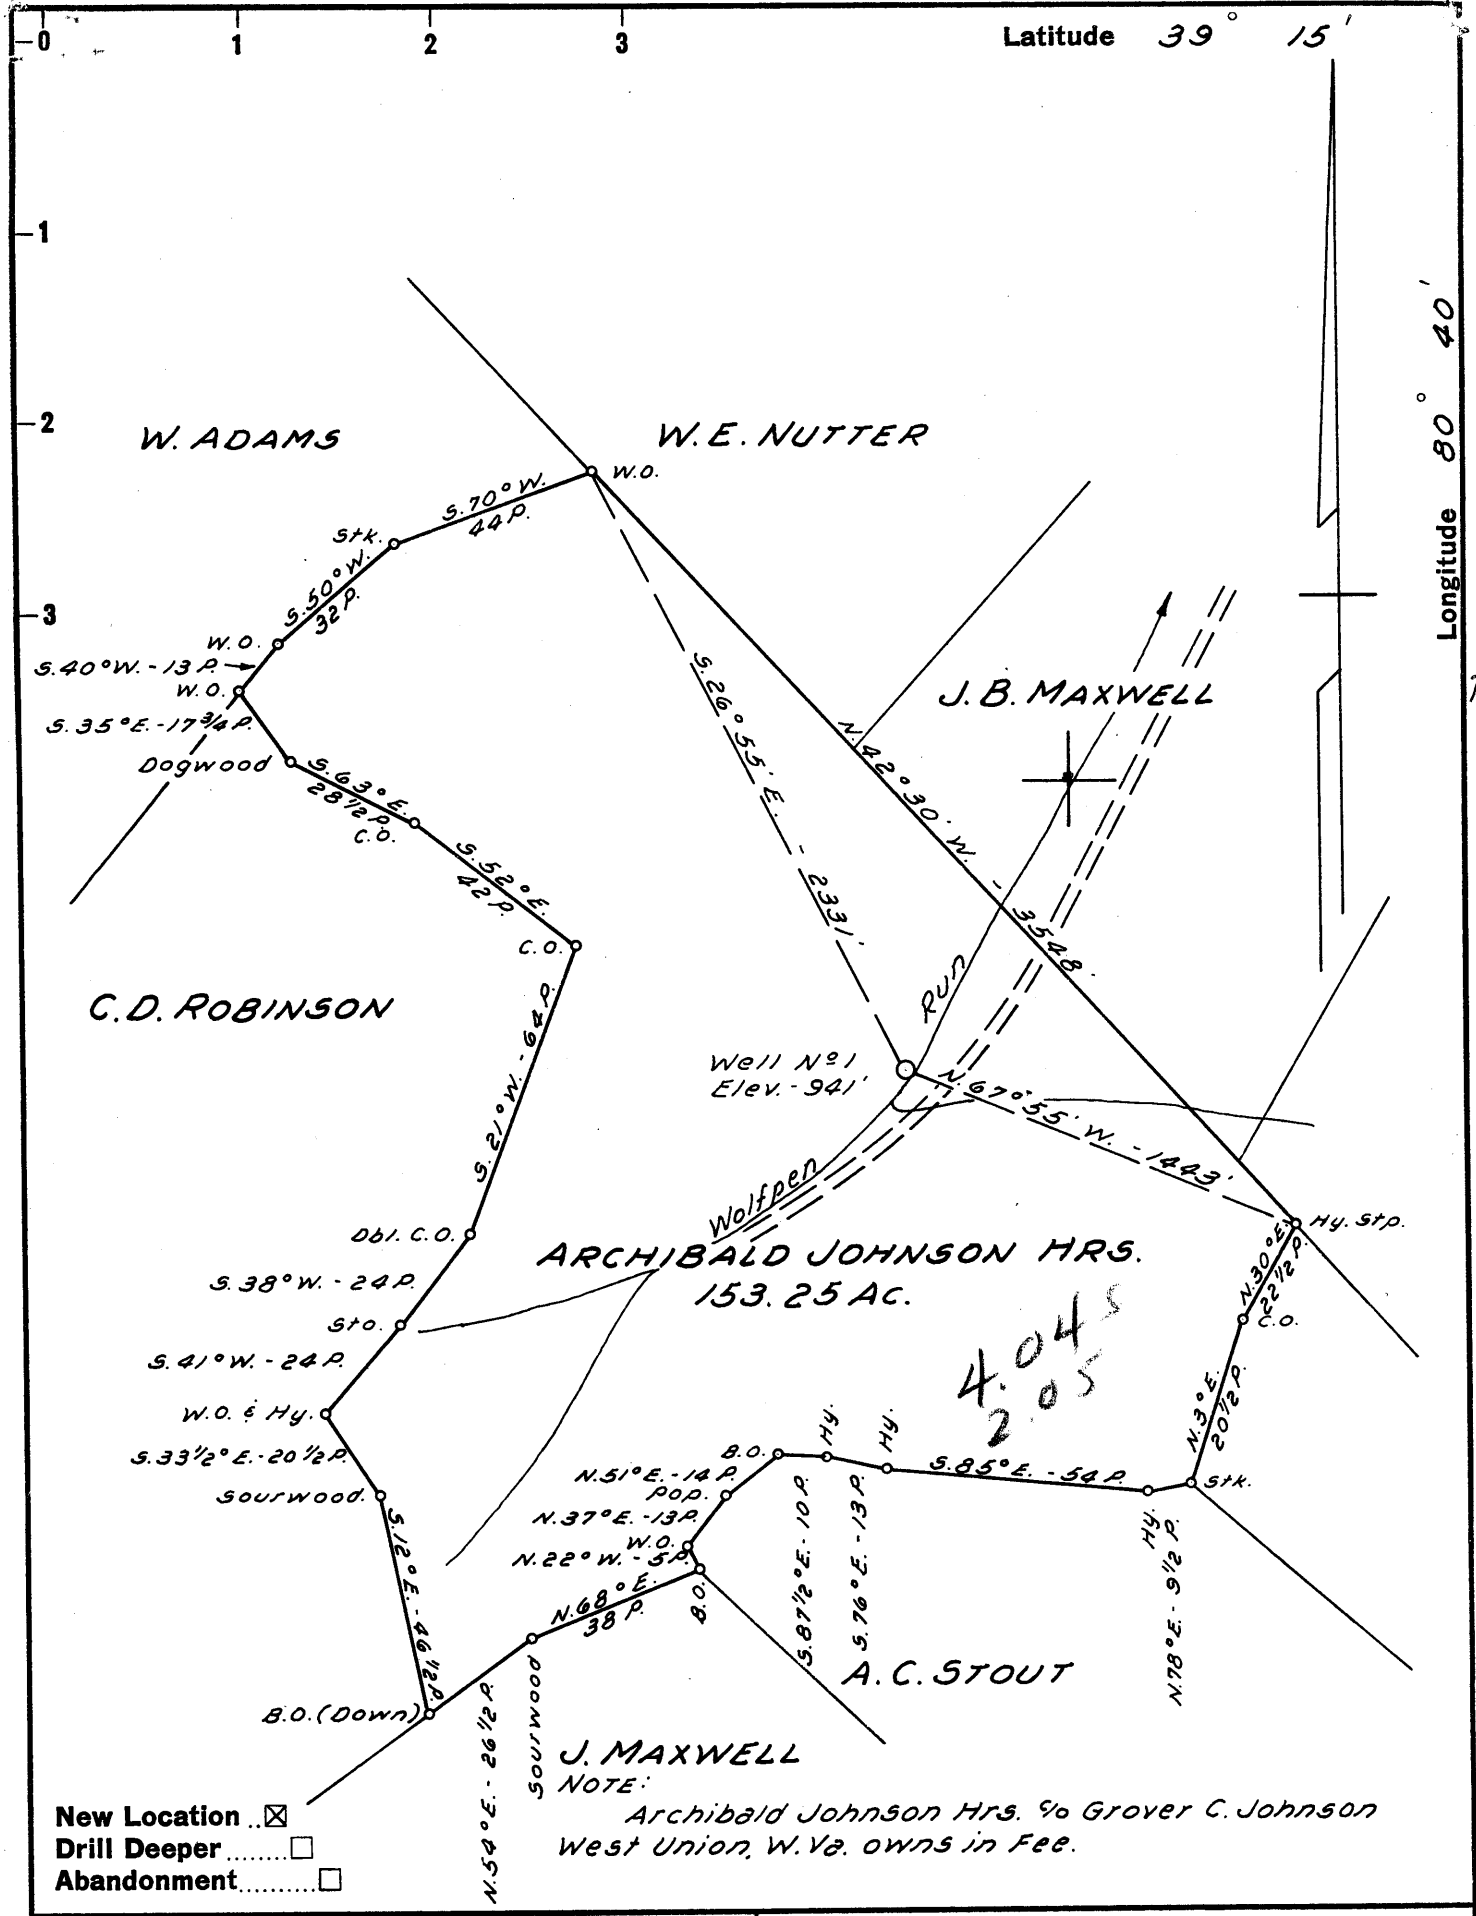 0 1 2 3 Latitude 39° 15'
1
2
3
Longitude 80° 40'
W. ADAMS
W.E. NUTTER
W.O.
S.70°W.
44 P.
Stk.
S.50°W.
32 P.
W.O.
S.40°W. - 13 P.
W.O.
S.35°E. - 17 3/4 P.
Dogwood
S.63°E.
28 1/2 P.
C.O.
S.52°E.
42 P.
C.O.
S.26°55'E. - 2331'
N.42°30'W. - 3548'
J.B. MAXWELL
C.D. ROBINSON
S.21°W. - 64 P.
Run
Well Nº 1
Elev. - 941'
N.67°55'W. - 1443'
Wolfpen
Hy. Stp.
Dbl. C.O.
ARCHIBALD JOHNSON HRS.
153.25 AC.
S.38°W. - 24 P.
Sto.
N.30°E.
22 1/2 P.
C.O.
4.04 5
2.05
S.41°W. - 24 P.
W.O. & Hy.
N.3°E.
20 1/2 P.
S.33 1/2°E. - 20 1/2 P.
Sourwood.
B.O.
Hy.
Hy.
S.85°E. - 54 P.
Stk.
Hy.
N.51°E. - 14 P.
Pop.
N.37°E. - 13 P.
W.O.
N.22°W. - 5 P.
B.O.
S.87 1/2°E. - 10 P.
S.76°E. - 13 P.
N.78°E. - 9 1/2 P.
S.12°E. - 46 1/2 P.
N.68°E.
38 P.
A.C. STOUT
B.O. (Down)
N.54°E. - 26 1/2 P.
Sourwood
J. MAXWELL
NOTE:
Archibald Johnson Hrs. c/o Grover C. Johnson
West Union, W. Va. owns in Fee.
New Location .. ☒
Drill Deeper ........ ☐
Abandonment .......... ☐